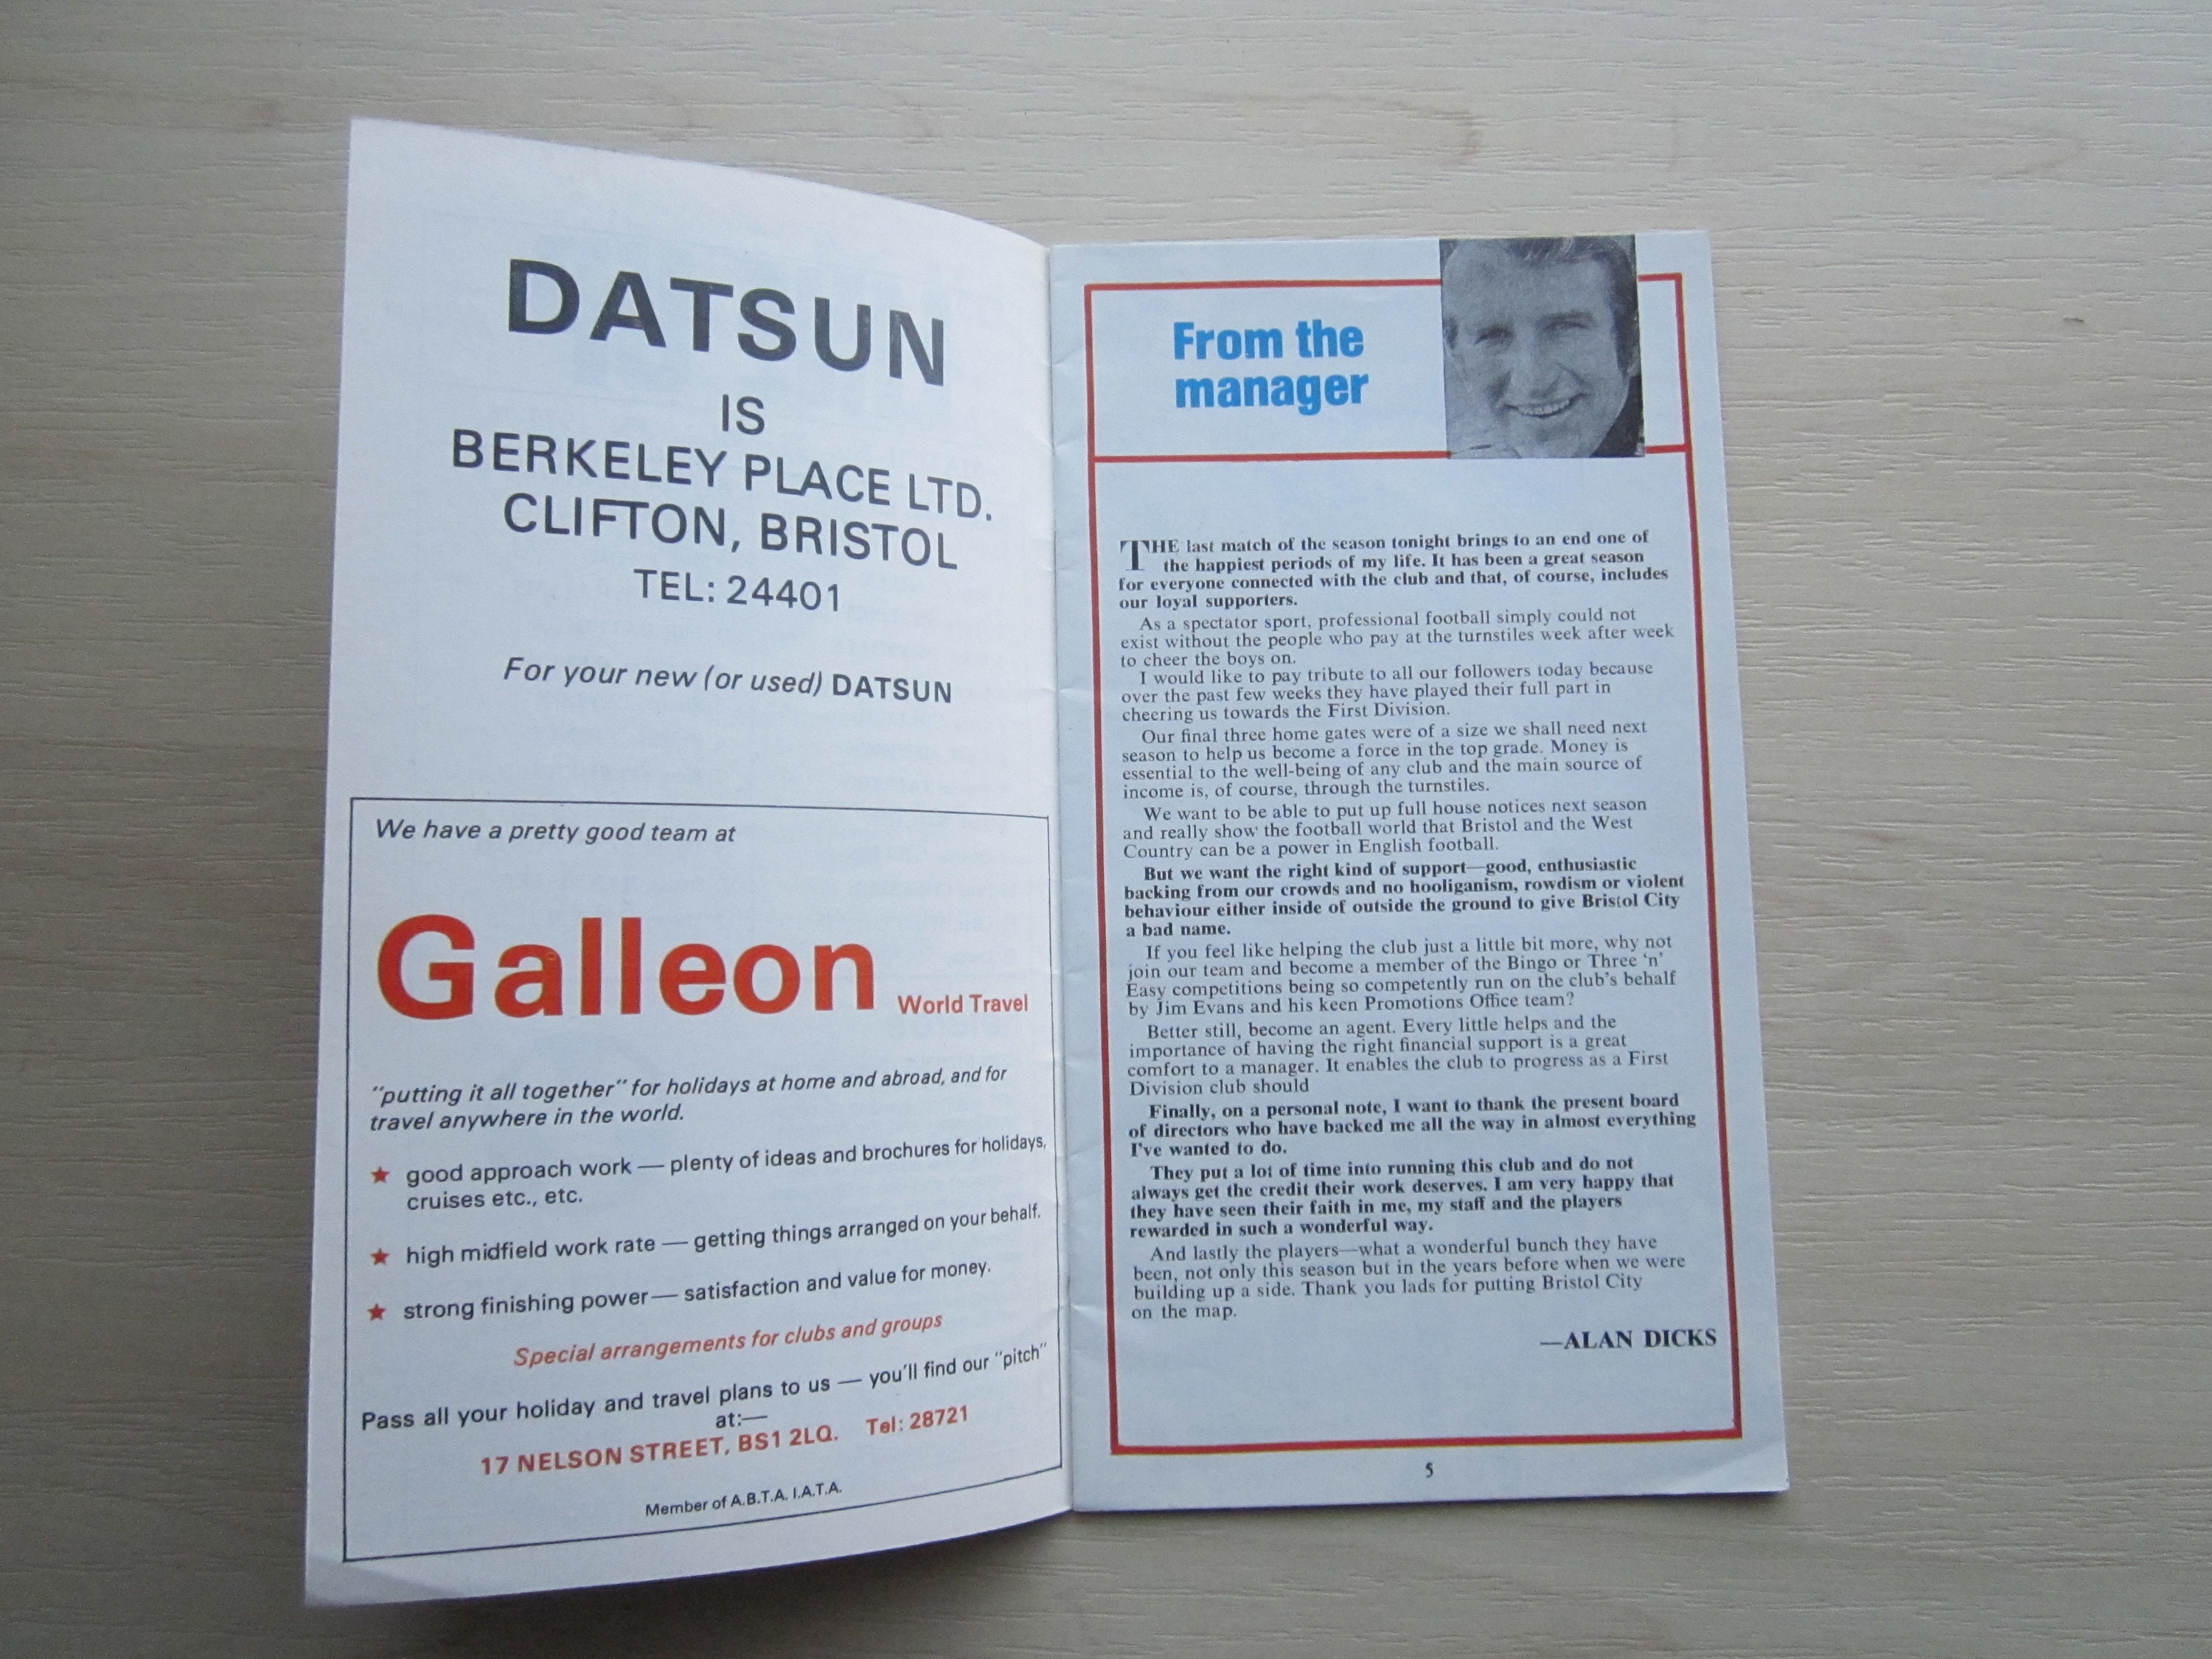 DATSUN
IS
BERKELEY PLACE LTD.
CLIFTON, BRISTOL
TEL: 24401
For your new (or used) DATSUN
We have a pretty good team at
Galleon World Travel
"putting it all together" for holidays at home and abroad, and for
travel anywhere in the world.
★ good approach work — plenty of ideas and brochures for holidays,
cruises etc., etc.
★ high midfield work rate — getting things arranged on your behalf.
★ strong finishing power — satisfaction and value for money.
Special arrangements for clubs and groups
Pass all your holiday and travel plans to us — you'll find our "pitch"
at:—
17 NELSON STREET, BS1 2LQ. Tel: 28721
Member of A.B.T.A. I.A.T.A.
From the
manager
THE last match of the season tonight brings to an end one of
the happiest periods of my life. It has been a great season
for everyone connected with the club and that, of course, includes
our loyal supporters.
As a spectator sport, professional football simply could not
exist without the people who pay at the turnstiles week after week
to cheer the boys on.
I would like to pay tribute to all our followers today because
over the past few weeks they have played their full part in
cheering us towards the First Division.
Our final three home gates were of a size we shall need next
season to help us become a force in the top grade. Money is
essential to the well-being of any club and the main source of
income is, of course, through the turnstiles.
We want to be able to put up full house notices next season
and really show the football world that Bristol and the West
Country can be a power in English football.
But we want the right kind of support—good, enthusiastic
backing from our crowds and no hooliganism, rowdism or violent
behaviour either inside of outside the ground to give Bristol City
a bad name.
If you feel like helping the club just a little bit more, why not
join our team and become a member of the Bingo or Three 'n'
Easy competitions being so competently run on the club's behalf
by Jim Evans and his keen Promotions Office team?
Better still, become an agent. Every little helps and the
importance of having the right financial support is a great
comfort to a manager. It enables the club to progress as a First
Division club should
Finally, on a personal note, I want to thank the present board
of directors who have backed me all the way in almost everything
I've wanted to do.
They put a lot of time into running this club and do not
always get the credit their work deserves. I am very happy that
they have seen their faith in me, my staff and the players
rewarded in such a wonderful way.
And lastly the players—what a wonderful bunch they have
been, not only this season but in the years before when we were
building up a side. Thank you lads for putting Bristol City
on the map.
—ALAN DICKS
5